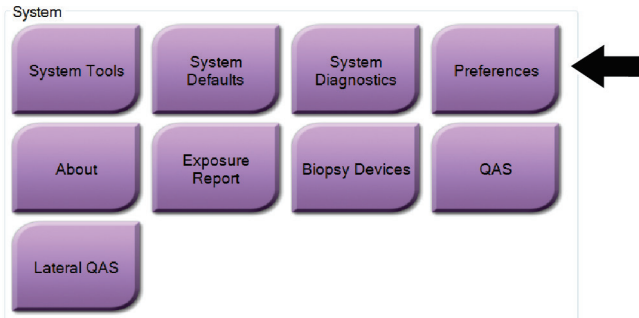 System
System Tools
System
Defaults
System
Diagnostics
Preferences
About
Exposure
Report
Biopsy Devices
QAS
Lateral QAS